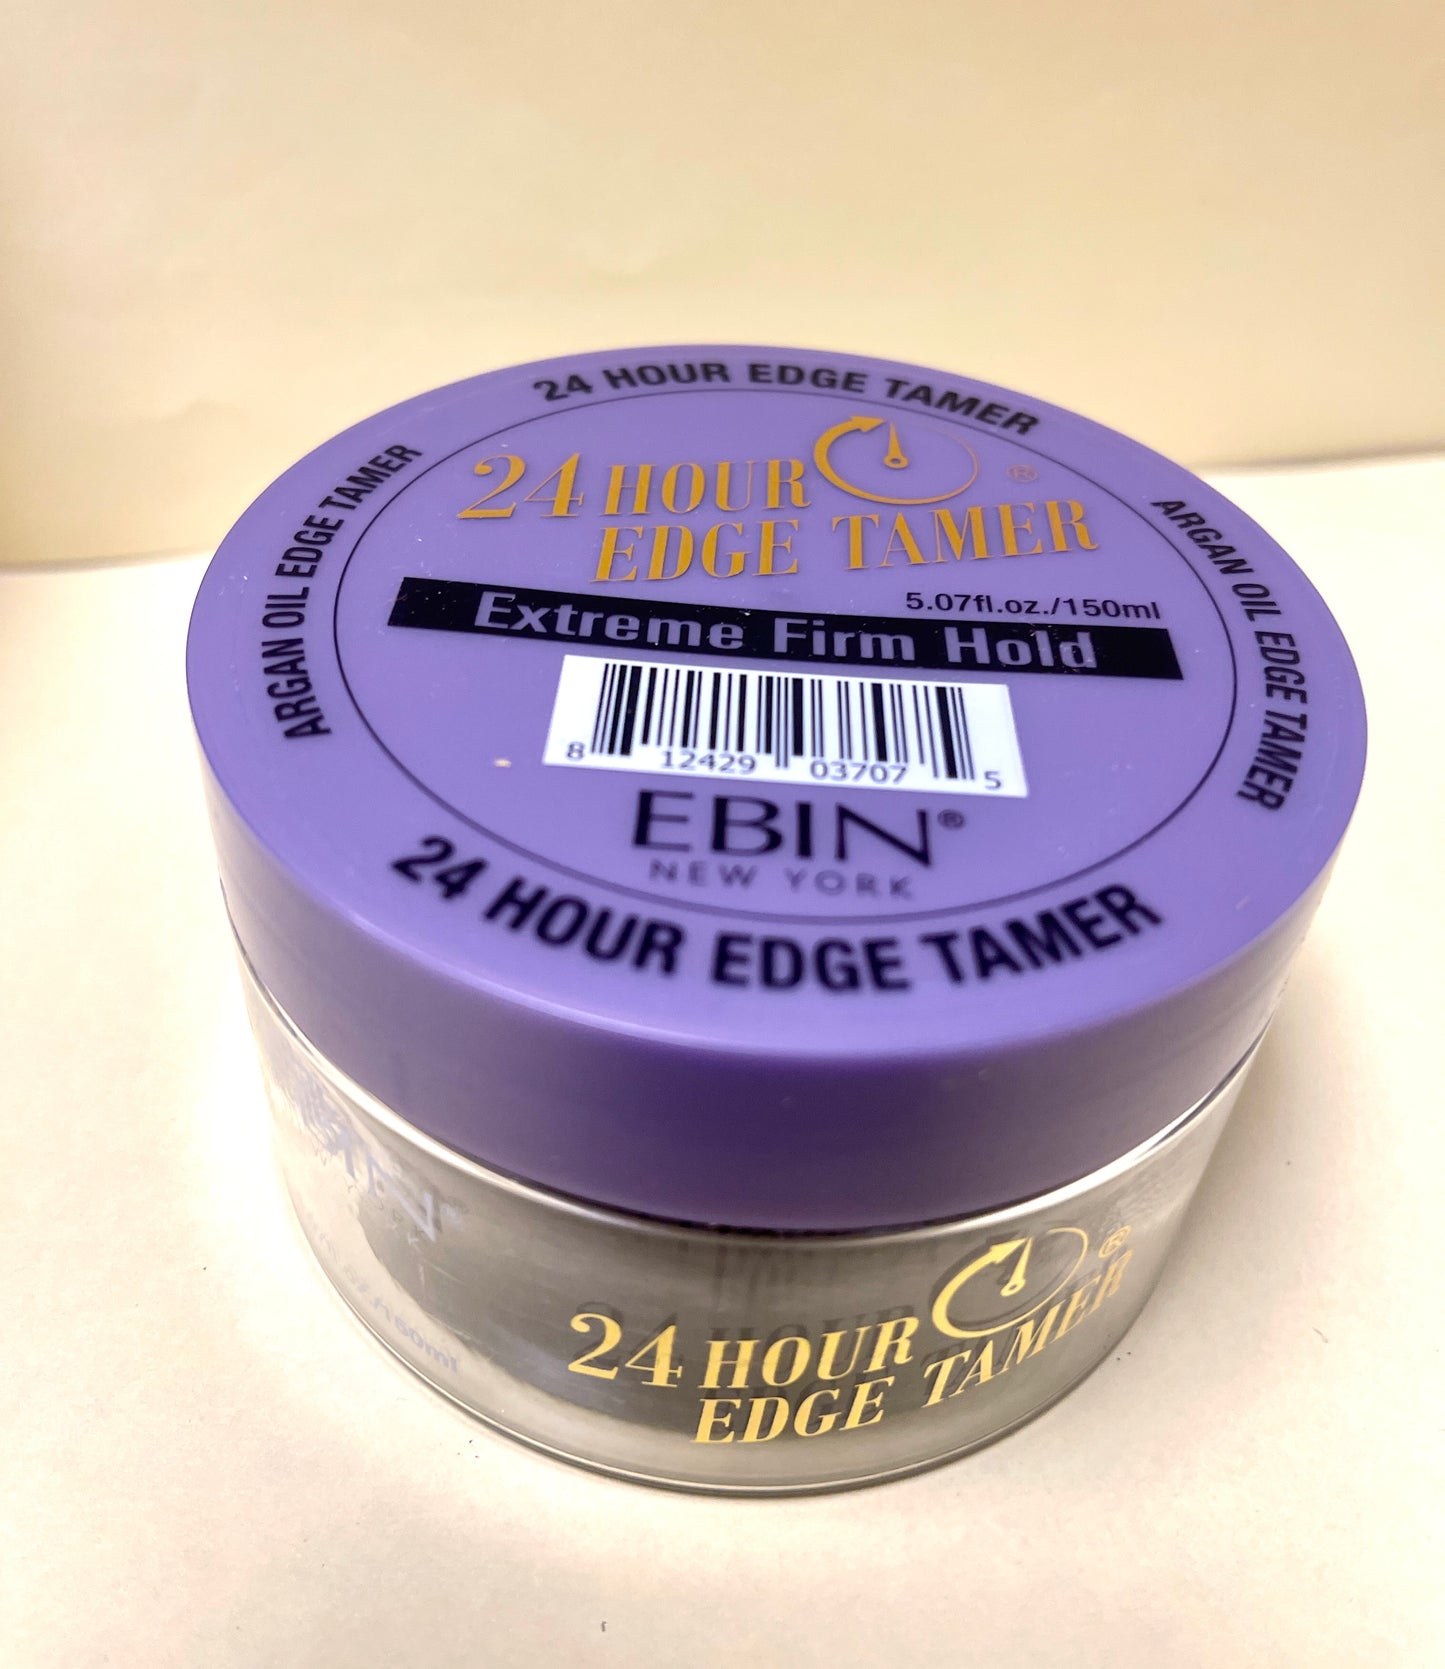 24 HOUR EDGE TAMER
ARGAN OIL EDGE TAMER
ARGAN OIL EDGE TAMER
24 HOUR
EDGE TAMER
®
5.07fl.oz./150ml
Extreme Firm Hold
8 12429 03707 5
EBIN®
NEW YORK
24 HOUR EDGE TAMER
24 HOUR
EDGE TAMER
®